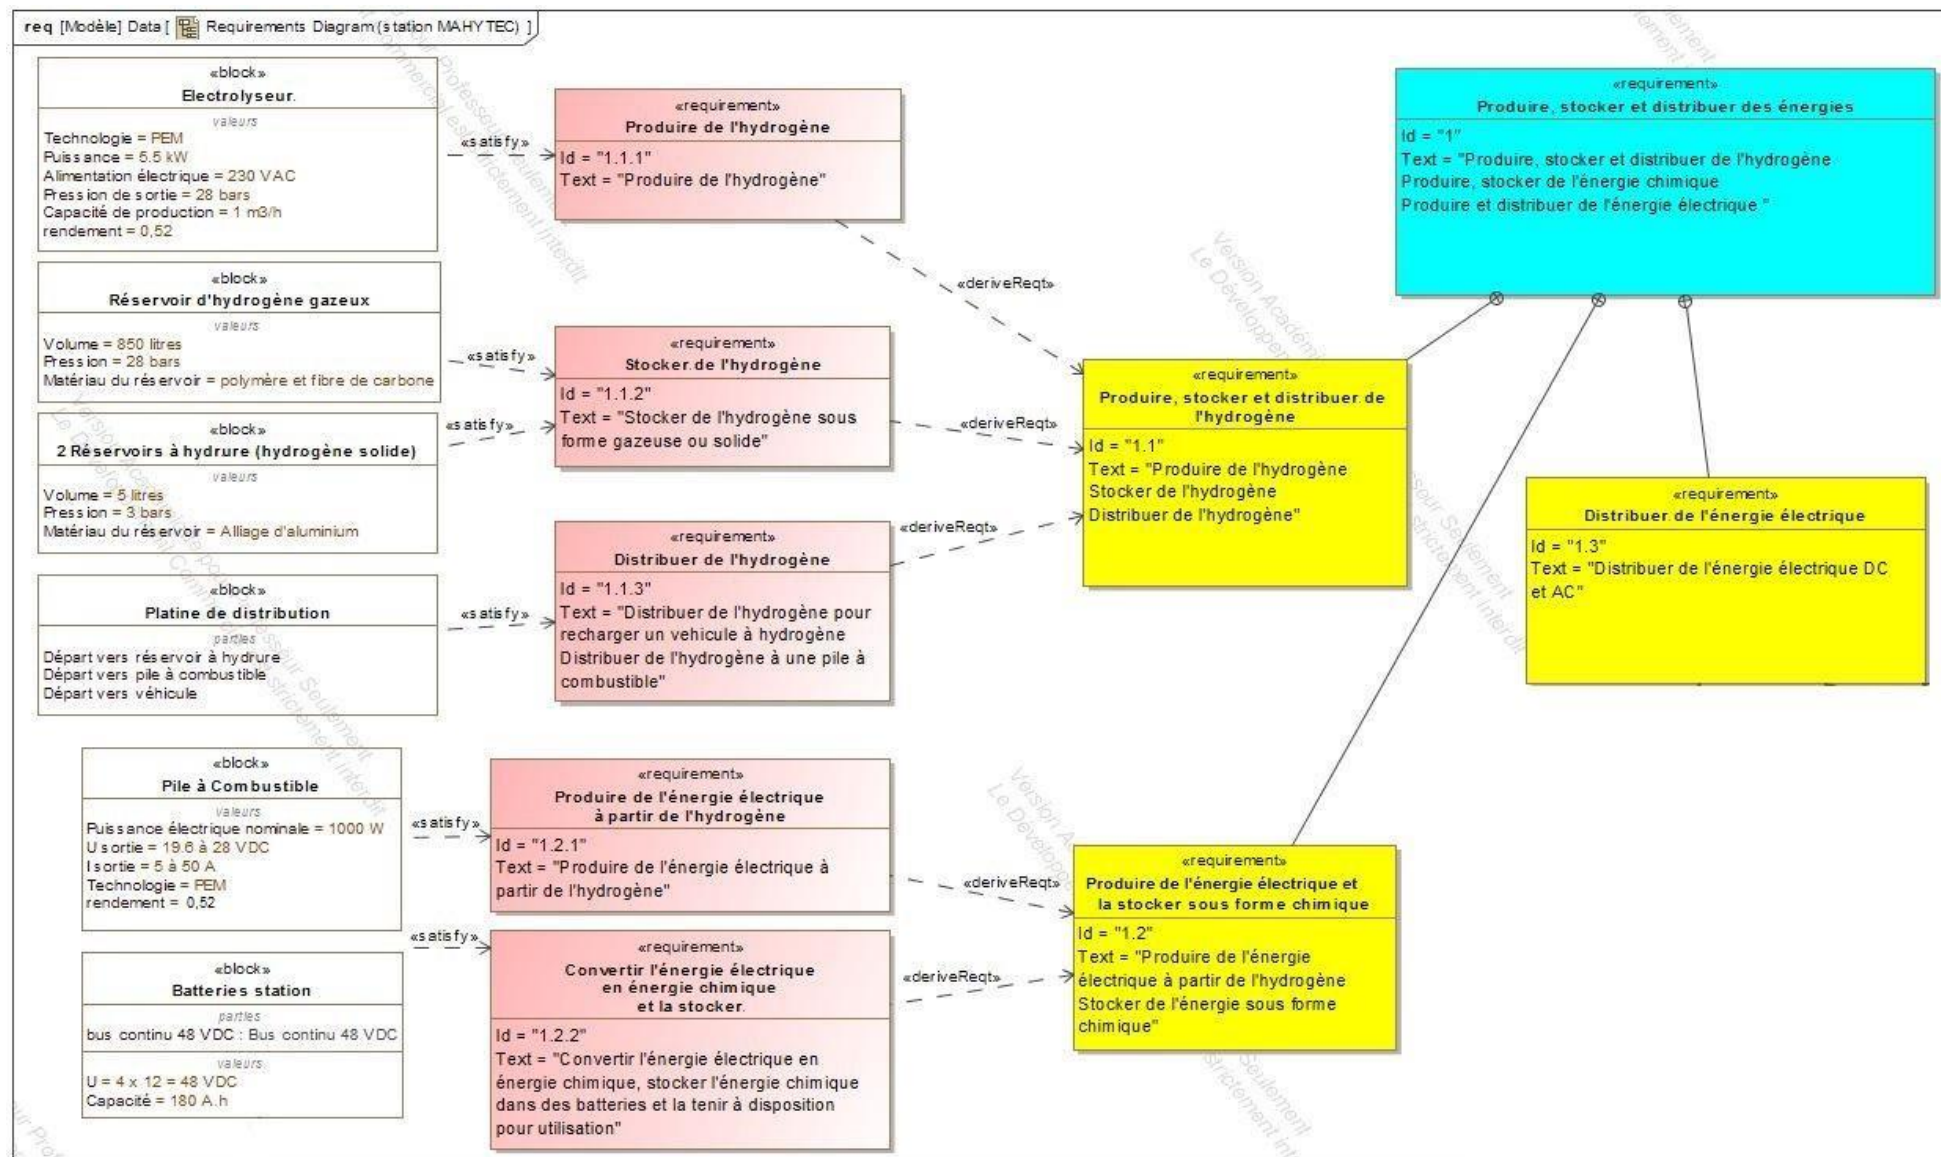 req [Modèle] Data [ Requirements Diagram (station MAHYTEC) ]
«block»
Electrolyseur.
valeurs
Technologie = PEM
Puissance = 5.5 kW
Alimentation électrique = 230 VAC
Pression de sortie = 28 bars
Capacité de production = 1 m3/h
rendement = 0,52
«satisfy»
«requirement»
Produire de l'hydrogène
Id = "1.1.1"
Text = "Produire de l'hydrogène"
«deriveReqt»
«requirement»
Produire, stocker et distribuer des énergies
Id = "1"
Text = "Produire, stocker et distribuer de l'hydrogène
Produire, stocker de l'énergie chimique
Produire et distribuer de l'énergie électrique "
«block»
Réservoir d'hydrogène gazeux
valeurs
Volume = 850 litres
Pression = 28 bars
Matériau du réservoir = polymère et fibre de carbone
«satisfy»
«block»
2 Réservoirs à hydrure (hydrogène solide)
valeurs
Volume = 5 litres
Pression = 3 bars
Matériau du réservoir = Alliage d'aluminium
«satisfy»
«requirement»
Stocker de l'hydrogène
Id = "1.1.2"
Text = "Stocker de l'hydrogène sous
forme gazeuse ou solide"
«deriveReqt»
«requirement»
Produire, stocker et distribuer de
l'hydrogène
Id = "1.1"
Text = "Produire de l'hydrogène
Stocker de l'hydrogène
Distribuer de l'hydrogène"
«requirement»
Distribuer de l'énergie électrique
Id = "1.3"
Text = "Distribuer de l'énergie électrique DC
et AC"
«block»
Platine de distribution
parties
Départ vers réservoir à hydrure
Départ vers pile à combustible
Départ vers véhicule
«satisfy»
«requirement»
Distribuer de l'hydrogène
Id = "1.1.3"
Text = "Distribuer de l'hydrogène pour
recharger un vehicule à hydrogène
Distribuer de l'hydrogène à une pile à
combustible"
«deriveReqt»
«block»
Pile à Combustible
valeurs
Puissance électrique nominale = 1000 W
U sortie = 19.6 à 28 VDC
I sortie = 5 à 50 A
Technologie = PEM
rendement = 0,52
«satisfy»
«requirement»
Produire de l'énergie électrique
à partir de l'hydrogène
Id = "1.2.1"
Text = "Produire de l'énergie électrique à
partir de l'hydrogène"
«deriveReqt»
«requirement»
Produire de l'énergie électrique et
la stocker sous forme chimique
Id = "1.2"
Text = "Produire de l'énergie
électrique à partir de l'hydrogène
Stocker de l'énergie sous forme
chimique"
«block»
Batteries station
parties
bus continu 48 VDC : Bus continu 48 VDC
valeurs
U = 4 x 12 = 48 VDC
Capacité = 180 A.h
«satisfy»
«requirement»
Convertir l'énergie électrique
en énergie chimique
et la stocker.
Id = "1.2.2"
Text = "Convertir l'énergie électrique en
énergie chimique, stocker l'énergie chimique
dans des batteries et la tenir à disposition
pour utilisation"
«deriveReqt»